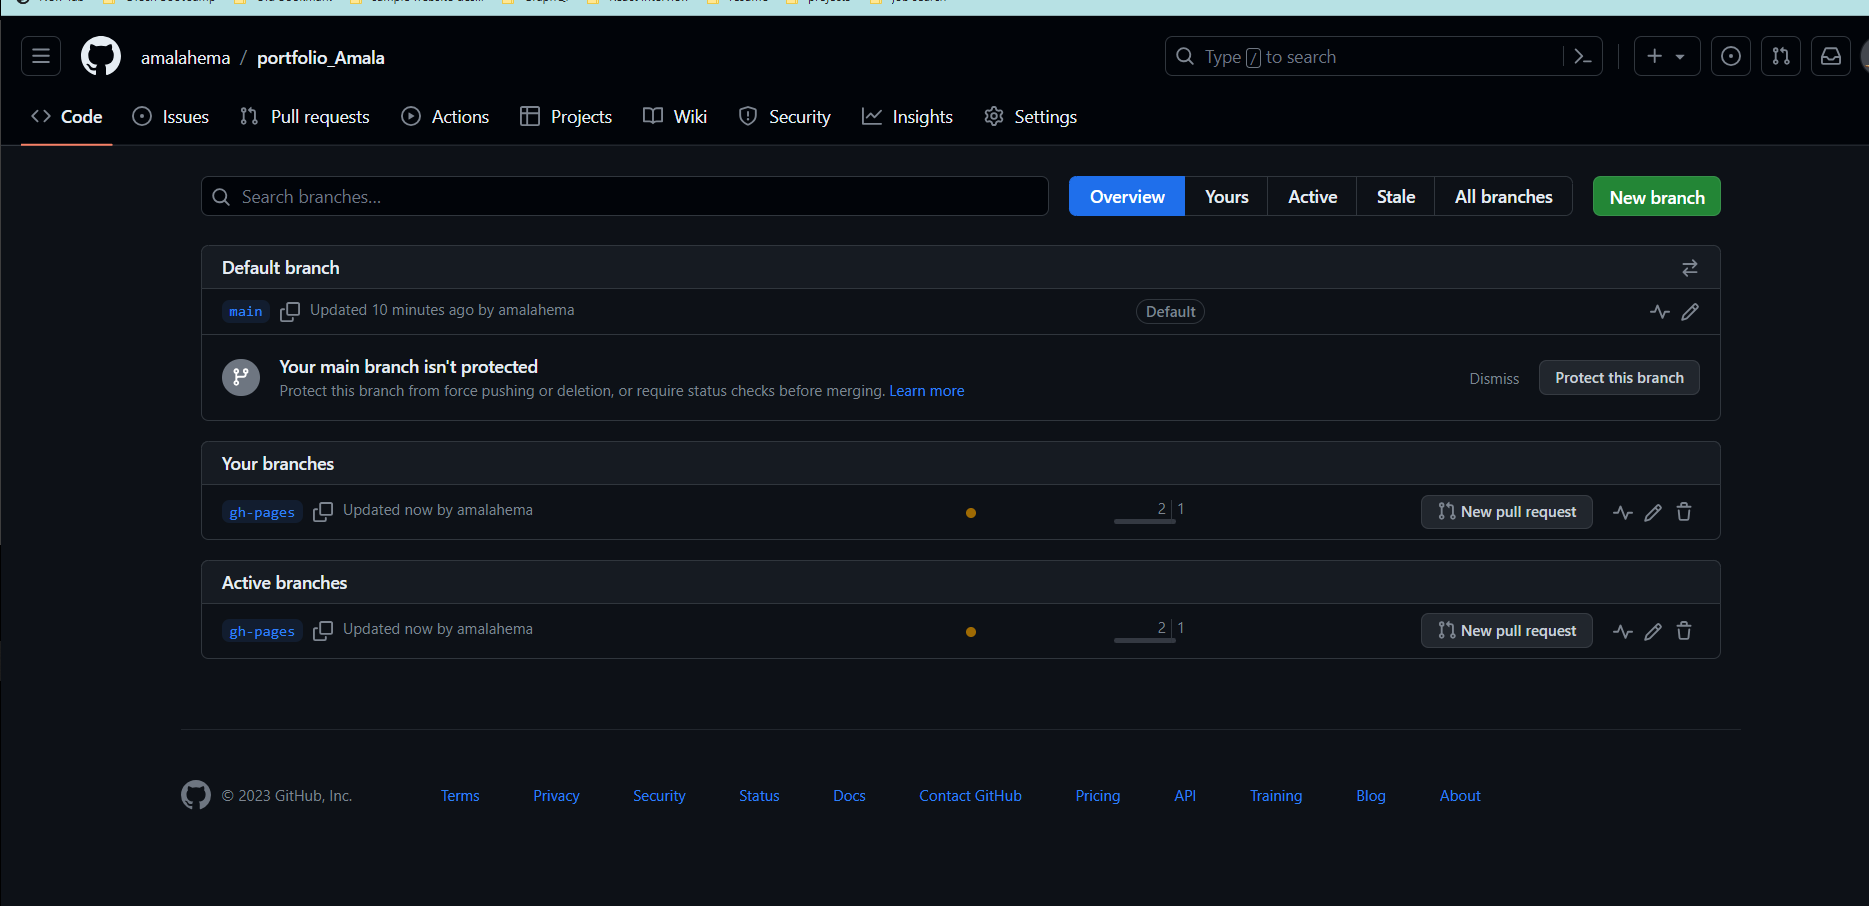 amalahema / portfolio_Amala
Type / to search
Code Issues Pull requests Actions Projects Wiki Security Insights Settings
Search branches...
Overview Yours Active Stale All branches New branch
Default branch
main Updated 10 minutes ago by amalahema Default
Your main branch isn't protected
Protect this branch from force pushing or deletion, or require status checks before merging. Learn more
Dismiss Protect this branch
Your branches
gh-pages Updated now by amalahema 2 1 New pull request
Active branches
gh-pages Updated now by amalahema 2 1 New pull request
© 2023 GitHub, Inc. Terms Privacy Security Status Docs Contact GitHub Pricing API Training Blog About